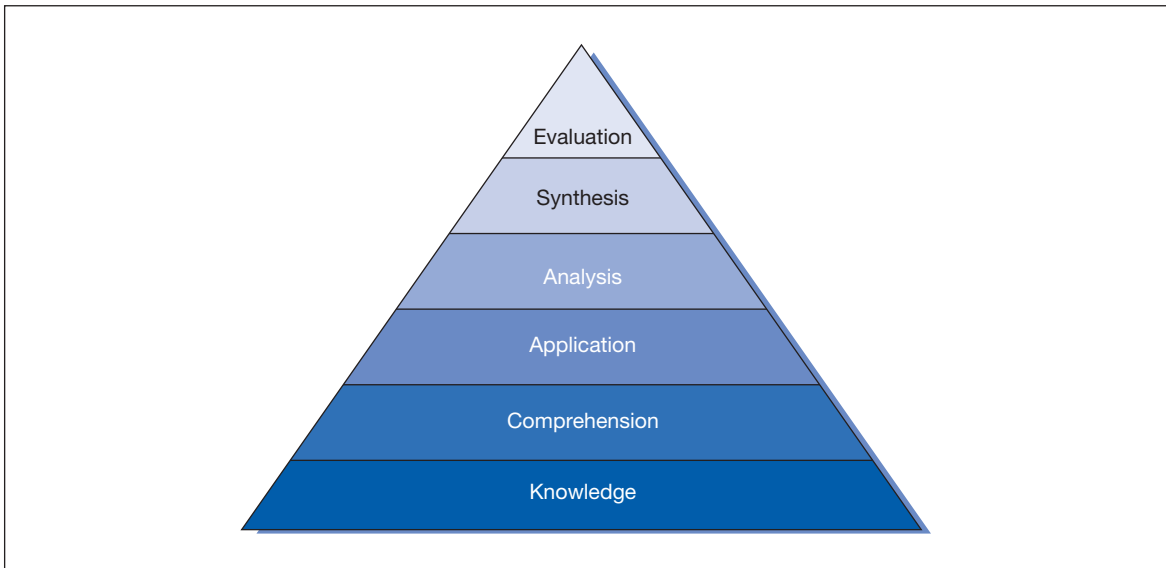 Evaluation
Synthesis
Analysis
Application
Comprehension
Knowledge